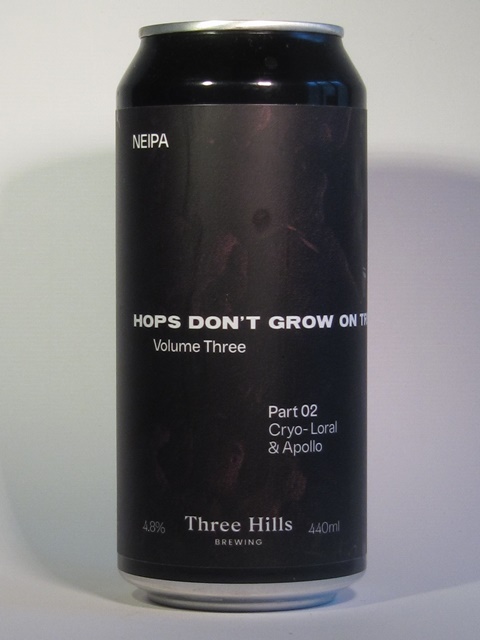 NEIPA
HOPS DON'T GROW ON TR
Volume Three
Part 02
Cryo-Loral
& Apollo
4.8% Three Hills 440ml
BREWING